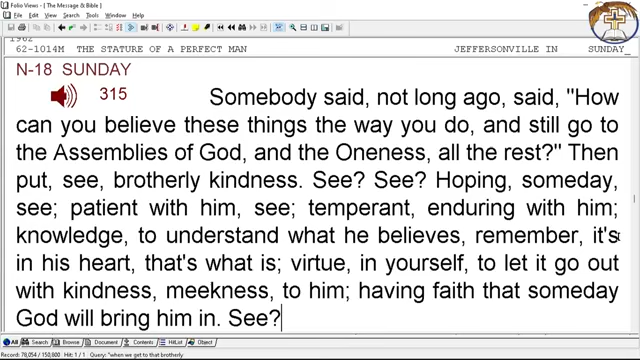 Folio Views - [The Message & Bible]
File Edit View Search Tools Window Help
1962
62-1014M THE STATURE OF A PERFECT MAN JEFFERSONVILLE IN SUNDAY_
N-18 SUNDAY
315 Somebody said, not long ago, said, "How
can you believe these things the way you do, and still go to
the Assemblies of God, and the Oneness, all the rest?" Then
put, see, brotherly kindness. See? See? Hoping, someday,
see; patient with him, see; temperant, enduring with him;
knowledge, to understand what he believes, remember, it's
in his heart, that's what is; virtue, in yourself, to let it go out
with kindness, meekness, to him; having faith that someday
God will bring him in. See?
All Search Browse Document Contents HitList Object
Record: 78,054 / 150,800 Hit: 1 / 1 Query: "when we get to that brotherly